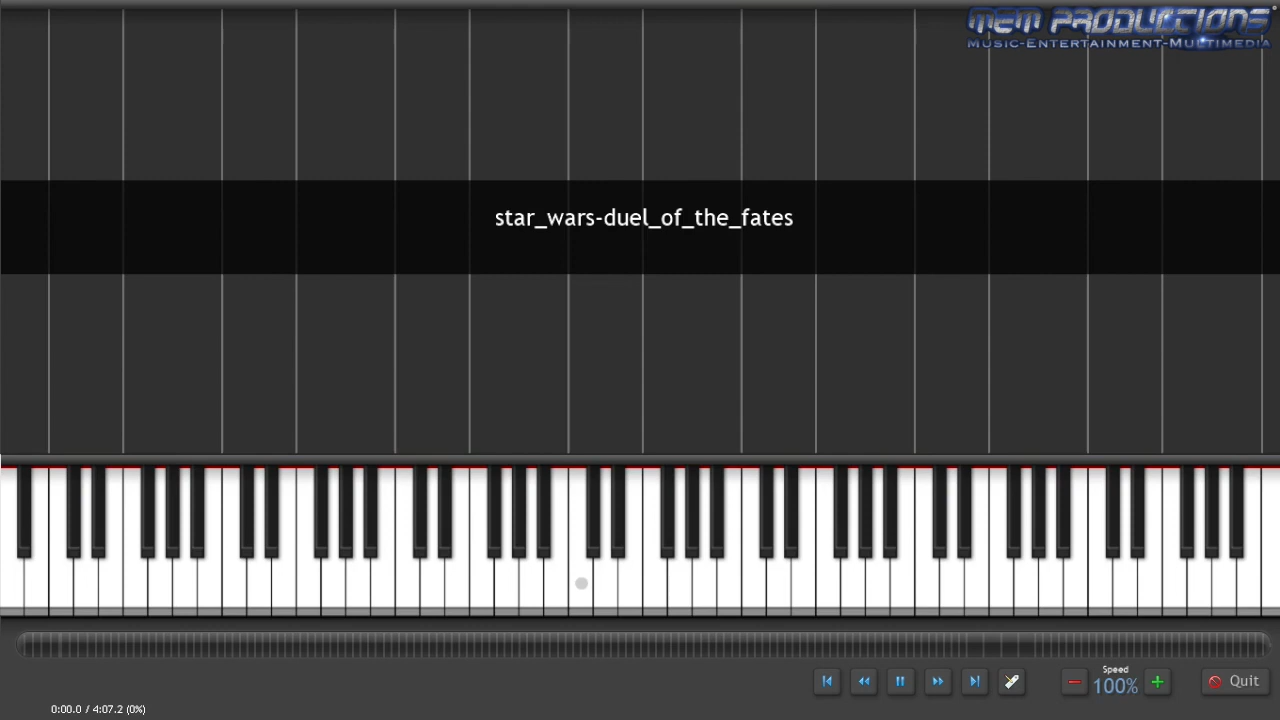 MEM PRODUCTIONS
MUSIC-ENTERTAINMENT-MULTIMEDIA
star_wars-duel_of_the_fates
Speed
100%
Quit
0:00.0 / 4:07.2 (0%)